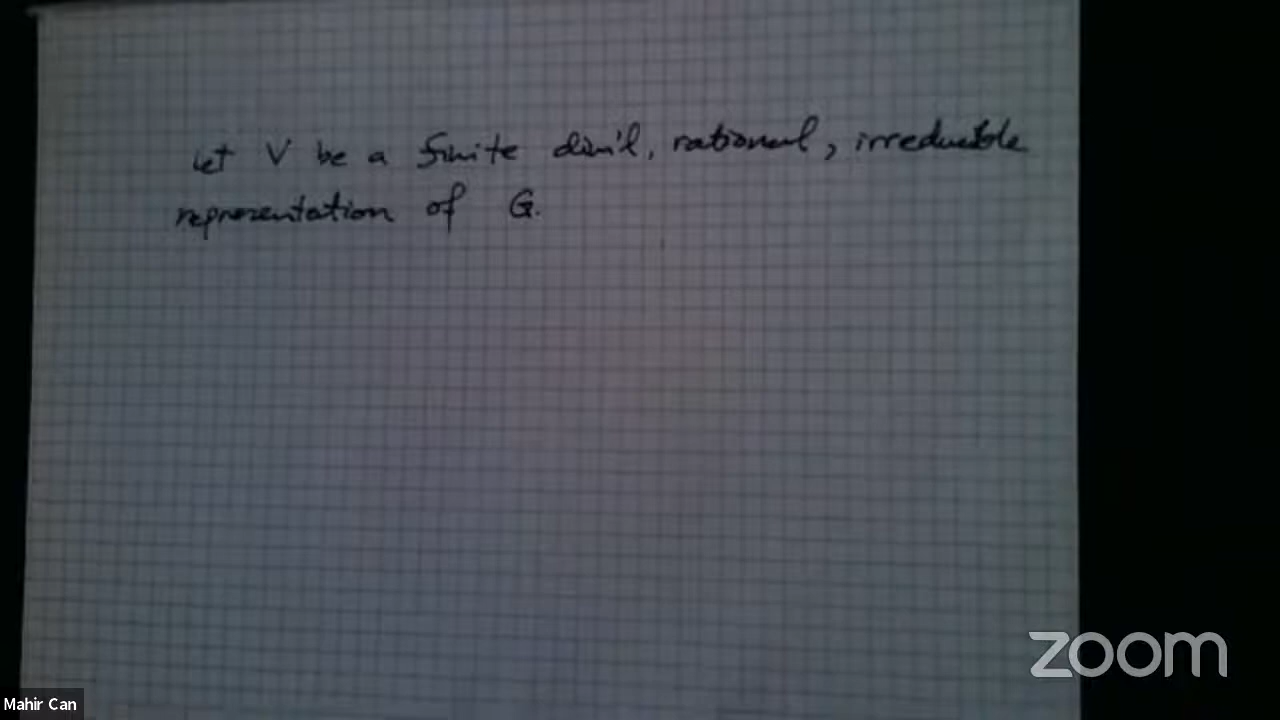 Let V be a finite dim'l, rational, irreducible
representation of G.
zoom
Mahir Can